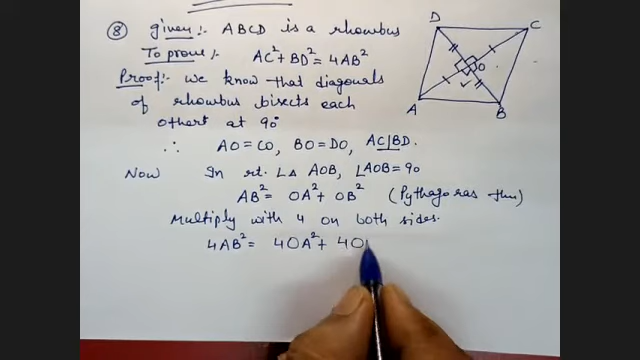 ⑧ given:- ABCD is a rhombus
To prove:- AC²+BD² = 4AB²
Proof:- we know that diagonals
of rhombus bisects each
othert at 90°
∴ AO = CO, BO = DO, AC|BD.
Now In rt. L△ AOB, ∠AOB=90
AB² = OA² + OB² (Pythagoras thm)
Multiply with 4 on both sides.
4AB² = 4OA² + 4O
D
C
O
A
B